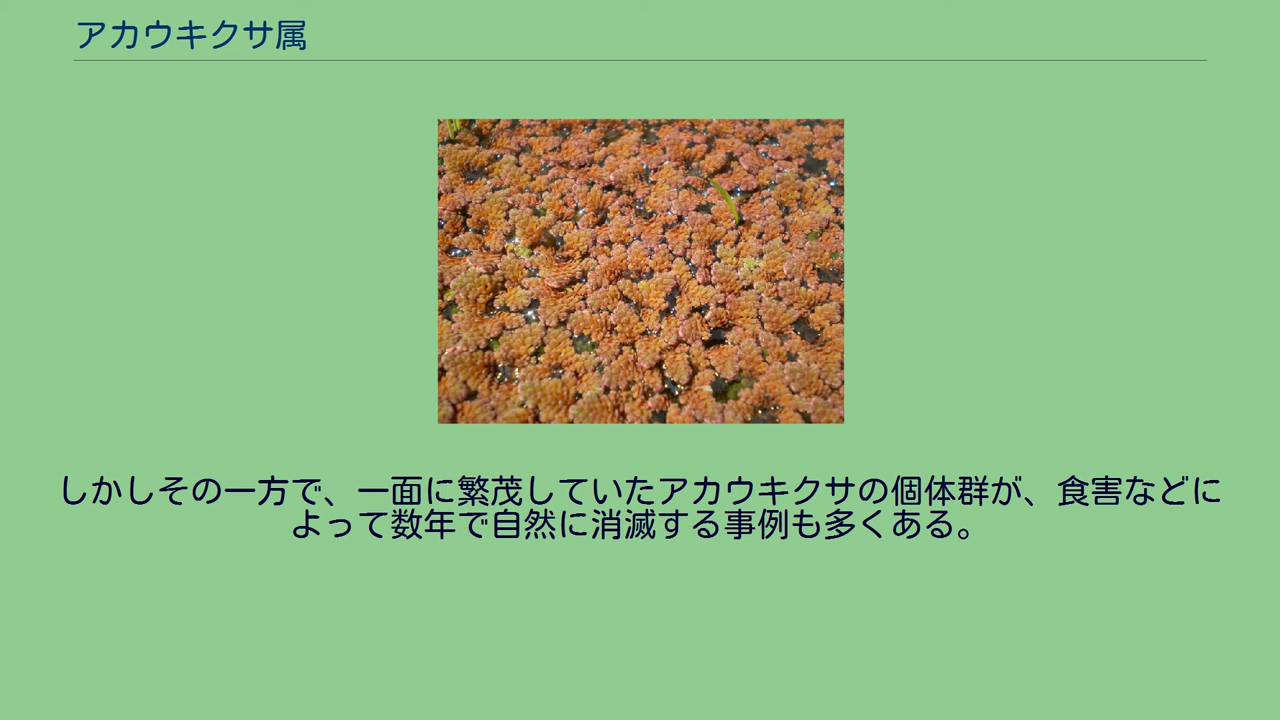 アカウキクサ属
しかしその一方で、一面に繁茂していたアカウキクサの個体群が、食害などに
よって数年で自然に消滅する事例も多くある。